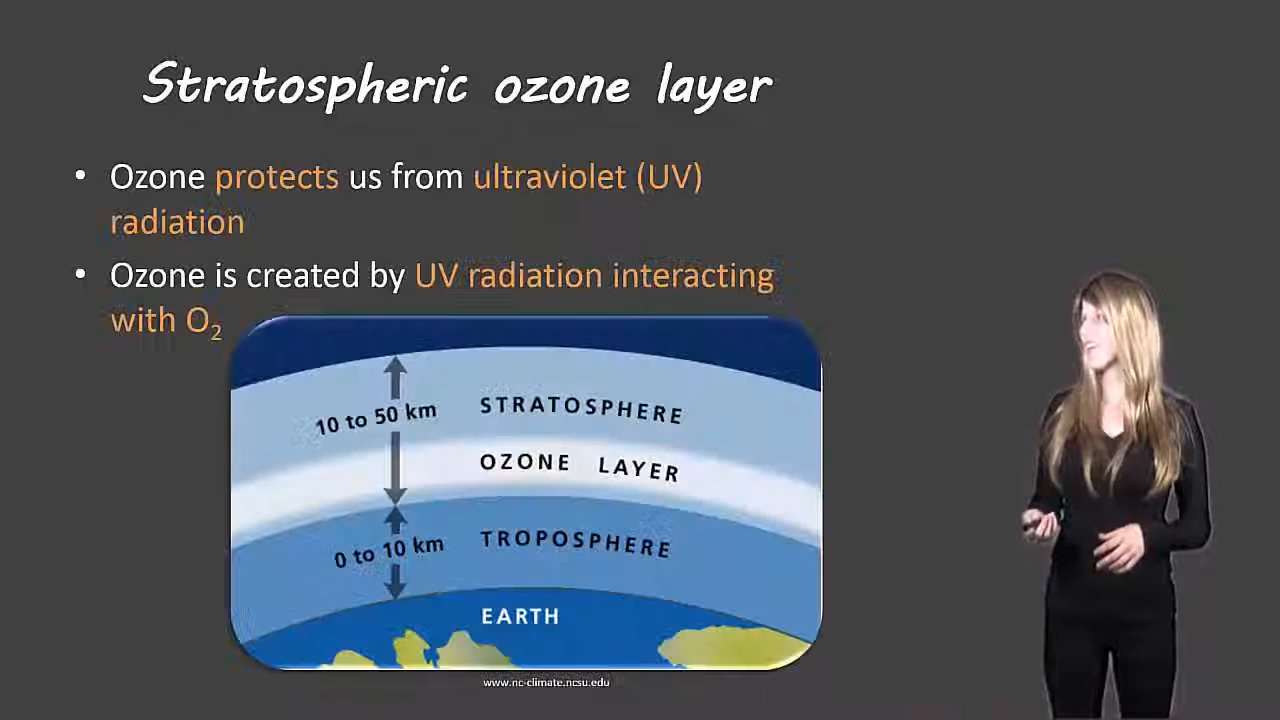 Stratospheric ozone layer
• Ozone protects us from ultraviolet (UV)
radiation
• Ozone is created by UV radiation interacting
with O₂
10 to 50 km
STRATOSPHERE
OZONE LAYER
0 to 10 km
TROPOSPHERE
EARTH
www.nc-climate.ncsu.edu